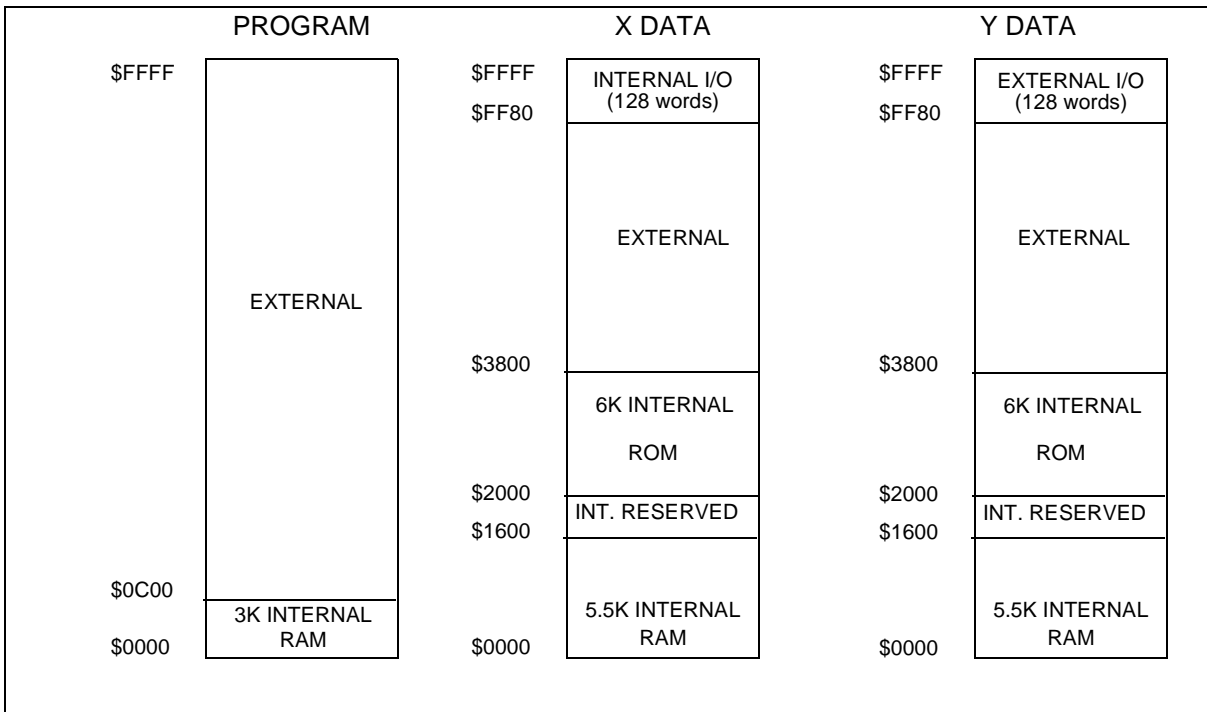 PROGRAM
$FFFF
EXTERNAL
$0C00
3K INTERNAL
RAM
$0000
X DATA
$FFFF
INTERNAL I/O
(128 words)
$FF80
EXTERNAL
$3800
6K INTERNAL
ROM
$2000
INT. RESERVED
$1600
5.5K INTERNAL
RAM
$0000
Y DATA
$FFFF
EXTERNAL I/O
(128 words)
$FF80
EXTERNAL
$3800
6K INTERNAL
ROM
$2000
INT. RESERVED
$1600
5.5K INTERNAL
RAM
$0000